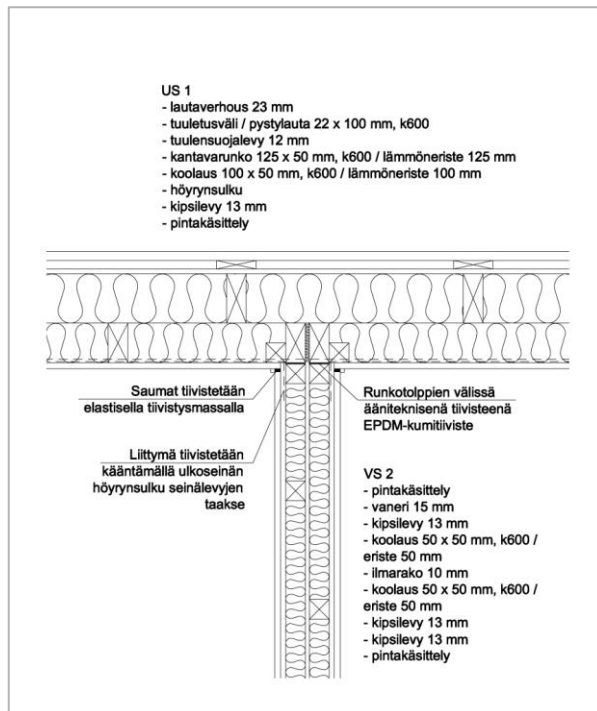 US 1
- lautaverhous 23 mm
- tuuletusväli / pystylauta 22 x 100 mm, k600
- tuulensuojalevy 12 mm
- kantavarunko 125 x 50 mm, k600 / lämmöneriste 125 mm
- koolaus 100 x 50 mm, k600 / lämmöneriste 100 mm
- höyrynsulku
- kipsilevy 13 mm
- pintakäsittely
Saumat tiivistetään
elastisella tiivistysmassalla
Liittymä tiivistetään
kääntämällä ulkoseinän
höyrynsulku seinälevyjen
taakse
Runkotolppien välissä
ääniteknisenä tiivisteenä
EPDM-kumitiiviste
VS 2
- pintakäsittely
- vaneri 15 mm
- kipsilevy 13 mm
- koolaus 50 x 50 mm, k600 /
eriste 50 mm
- ilmarako 10 mm
- koolaus 50 x 50 mm, k600 /
eriste 50 mm
- kipsilevy 13 mm
- kipsilevy 13 mm
- pintakäsittely